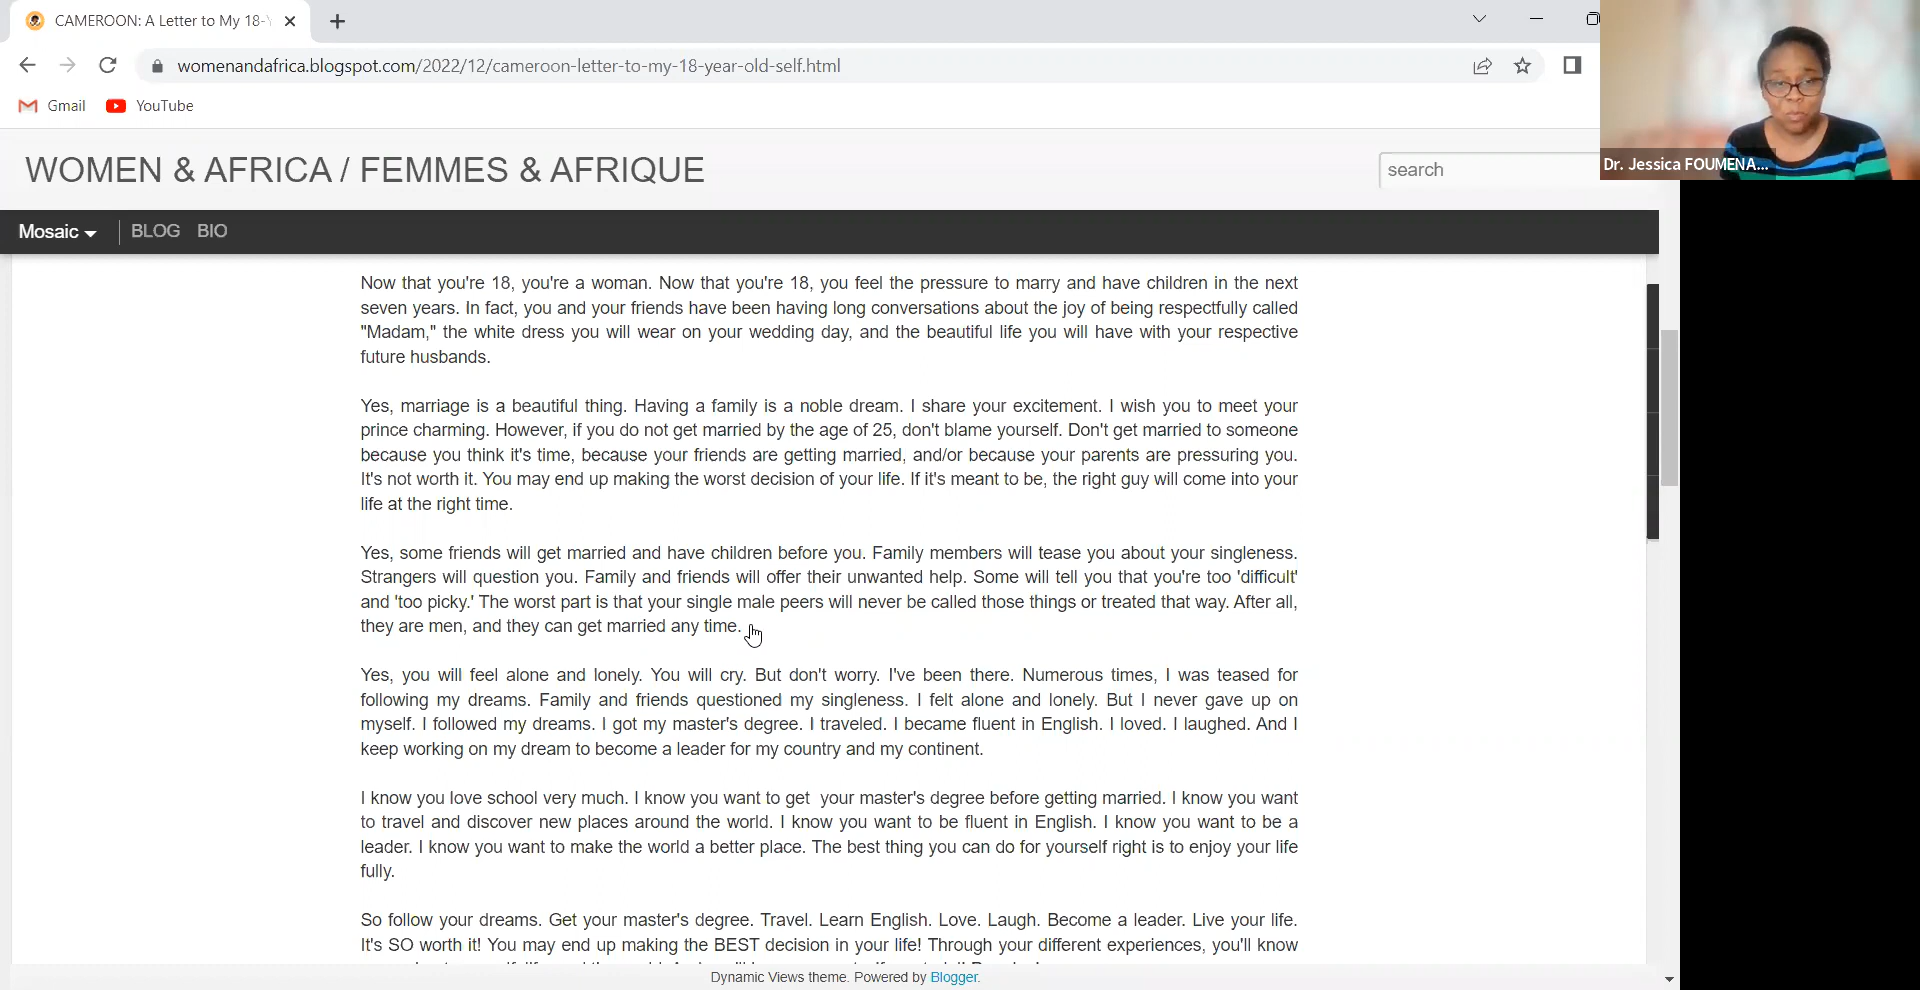 CAMEROON: A Letter to My 18-
womenandafrica.blogspot.com/2022/12/cameroon-letter-to-my-18-year-old-self.html
Gmail YouTube
WOMEN & AFRICA / FEMMES & AFRIQUE
search
Dr. Jessica FOUMENA...
Mosaic BLOG BIO
Now that you're 18, you're a woman. Now that you're 18, you feel the pressure to marry and have children in the next
seven years. In fact, you and your friends have been having long conversations about the joy of being respectfully called
"Madam," the white dress you will wear on your wedding day, and the beautiful life you will have with your respective
future husbands.
Yes, marriage is a beautiful thing. Having a family is a noble dream. I share your excitement. I wish you to meet your
prince charming. However, if you do not get married by the age of 25, don't blame yourself. Don't get married to someone
because you think it's time, because your friends are getting married, and/or because your parents are pressuring you.
It's not worth it. You may end up making the worst decision of your life. If it's meant to be, the right guy will come into your
life at the right time.
Yes, some friends will get married and have children before you. Family members will tease you about your singleness.
Strangers will question you. Family and friends will offer their unwanted help. Some will tell you that you're too 'difficult'
and 'too picky.' The worst part is that your single male peers will never be called those things or treated that way. After all,
they are men, and they can get married any time.
Yes, you will feel alone and lonely. You will cry. But don't worry. I've been there. Numerous times, I was teased for
following my dreams. Family and friends questioned my singleness. I felt alone and lonely. But I never gave up on
myself. I followed my dreams. I got my master's degree. I traveled. I became fluent in English. I loved. I laughed. And I
keep working on my dream to become a leader for my country and my continent.
I know you love school very much. I know you want to get your master's degree before getting married. I know you want
to travel and discover new places around the world. I know you want to be fluent in English. I know you want to be a
leader. I know you want to make the world a better place. The best thing you can do for yourself right is to enjoy your life
fully.
So follow your dreams. Get your master's degree. Travel. Learn English. Love. Laugh. Become a leader. Live your life.
It's SO worth it! You may end up making the BEST decision in your life! Through your different experiences, you'll know
Dynamic Views theme. Powered by Blogger.